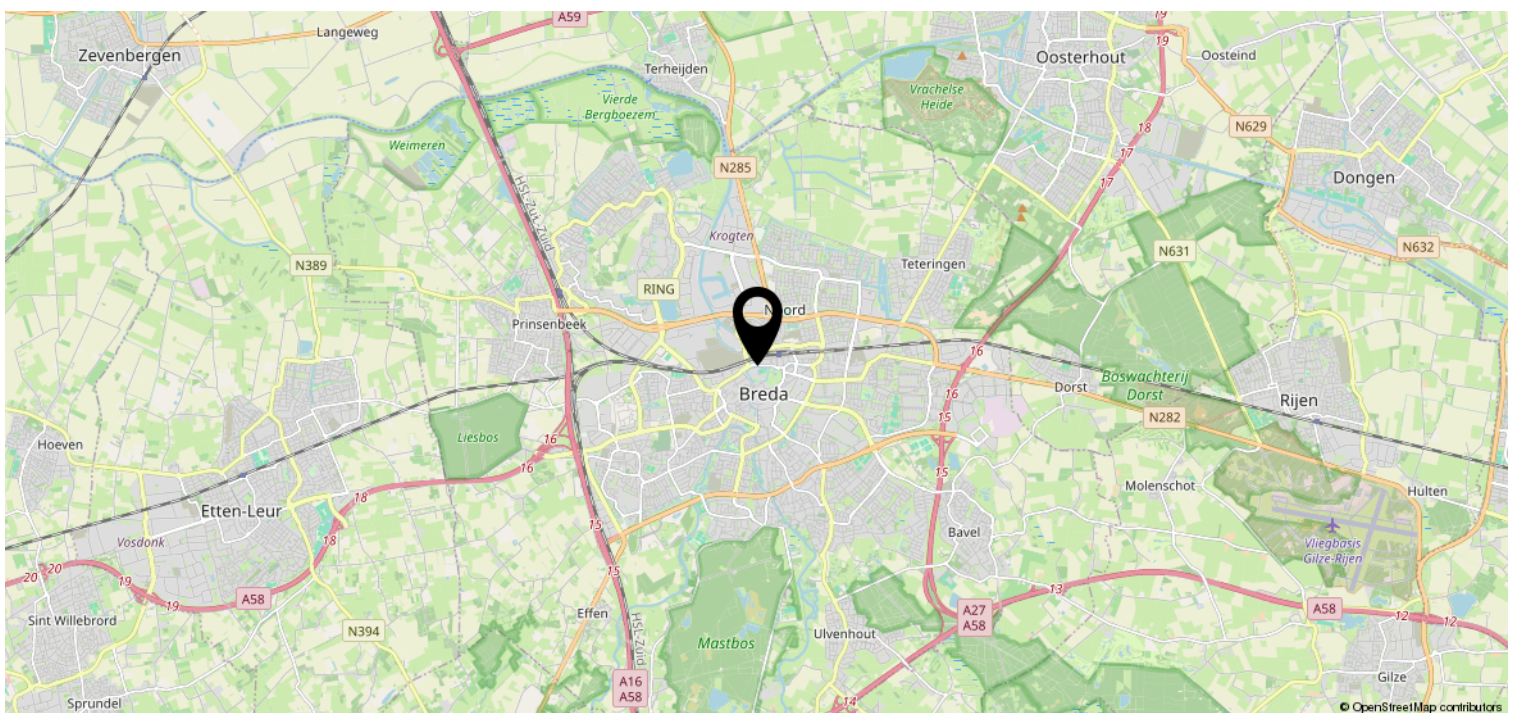 A59
19
Langeweg
Zevenbergen
Oosterhout
Oosteind
19
Terheijden
Vrachelse
Heide
Vierde
Bergboezem
N629
18
Weimeren
17
N285
Dongen
17
HSL-Zuid
Krogten
N631
N632
N389
Teteringen
RING
Noord
Prinsenbeek
16
Dorst
Boswachterij
Dorst
Breda
16
Rijen
15
N282
Liesbos
16
Hoeven
16
15
Molenschot
Hulten
18
Etten-Leur
15
Bavel
18
Vosdonk
Vliegbasis
Gilze-Rijen
15
20
20
19
13
A58
19
A27
A58
A58
12
12
Effen
Sint Willebrord
N394
HSL-Zuid
Ulvenhout
Mastbos
A16
A58
Gilze
14
Sprundel
© OpenStreetMap contributors